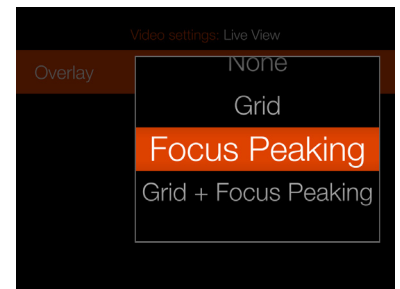 Video settings: Live View
Overlay
None
Grid
Focus Peaking
Grid + Focus Peaking